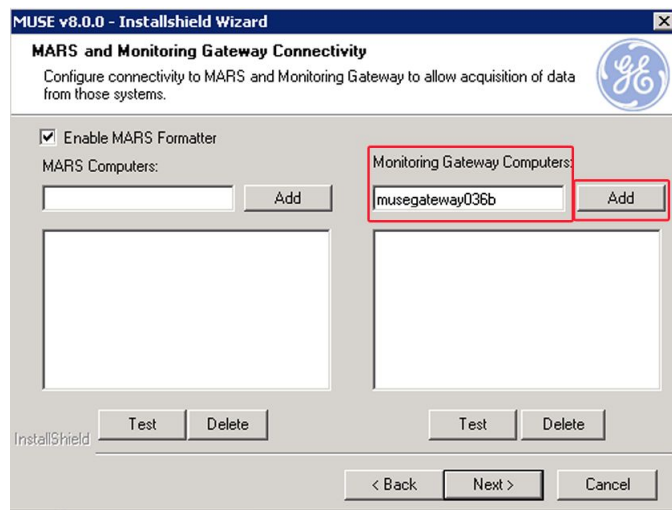 MUSE v8.0.0 - Installshield Wizard
MARS and Monitoring Gateway Connectivity
Configure connectivity to MARS and Monitoring Gateway to allow acquisition of data
from those systems.
GE
Enable MARS Formatter
MARS Computers:
Add
Monitoring Gateway Computers:
musegateway036b
Add
Test
Delete
Test
Delete
InstallShield
< Back
Next >
Cancel